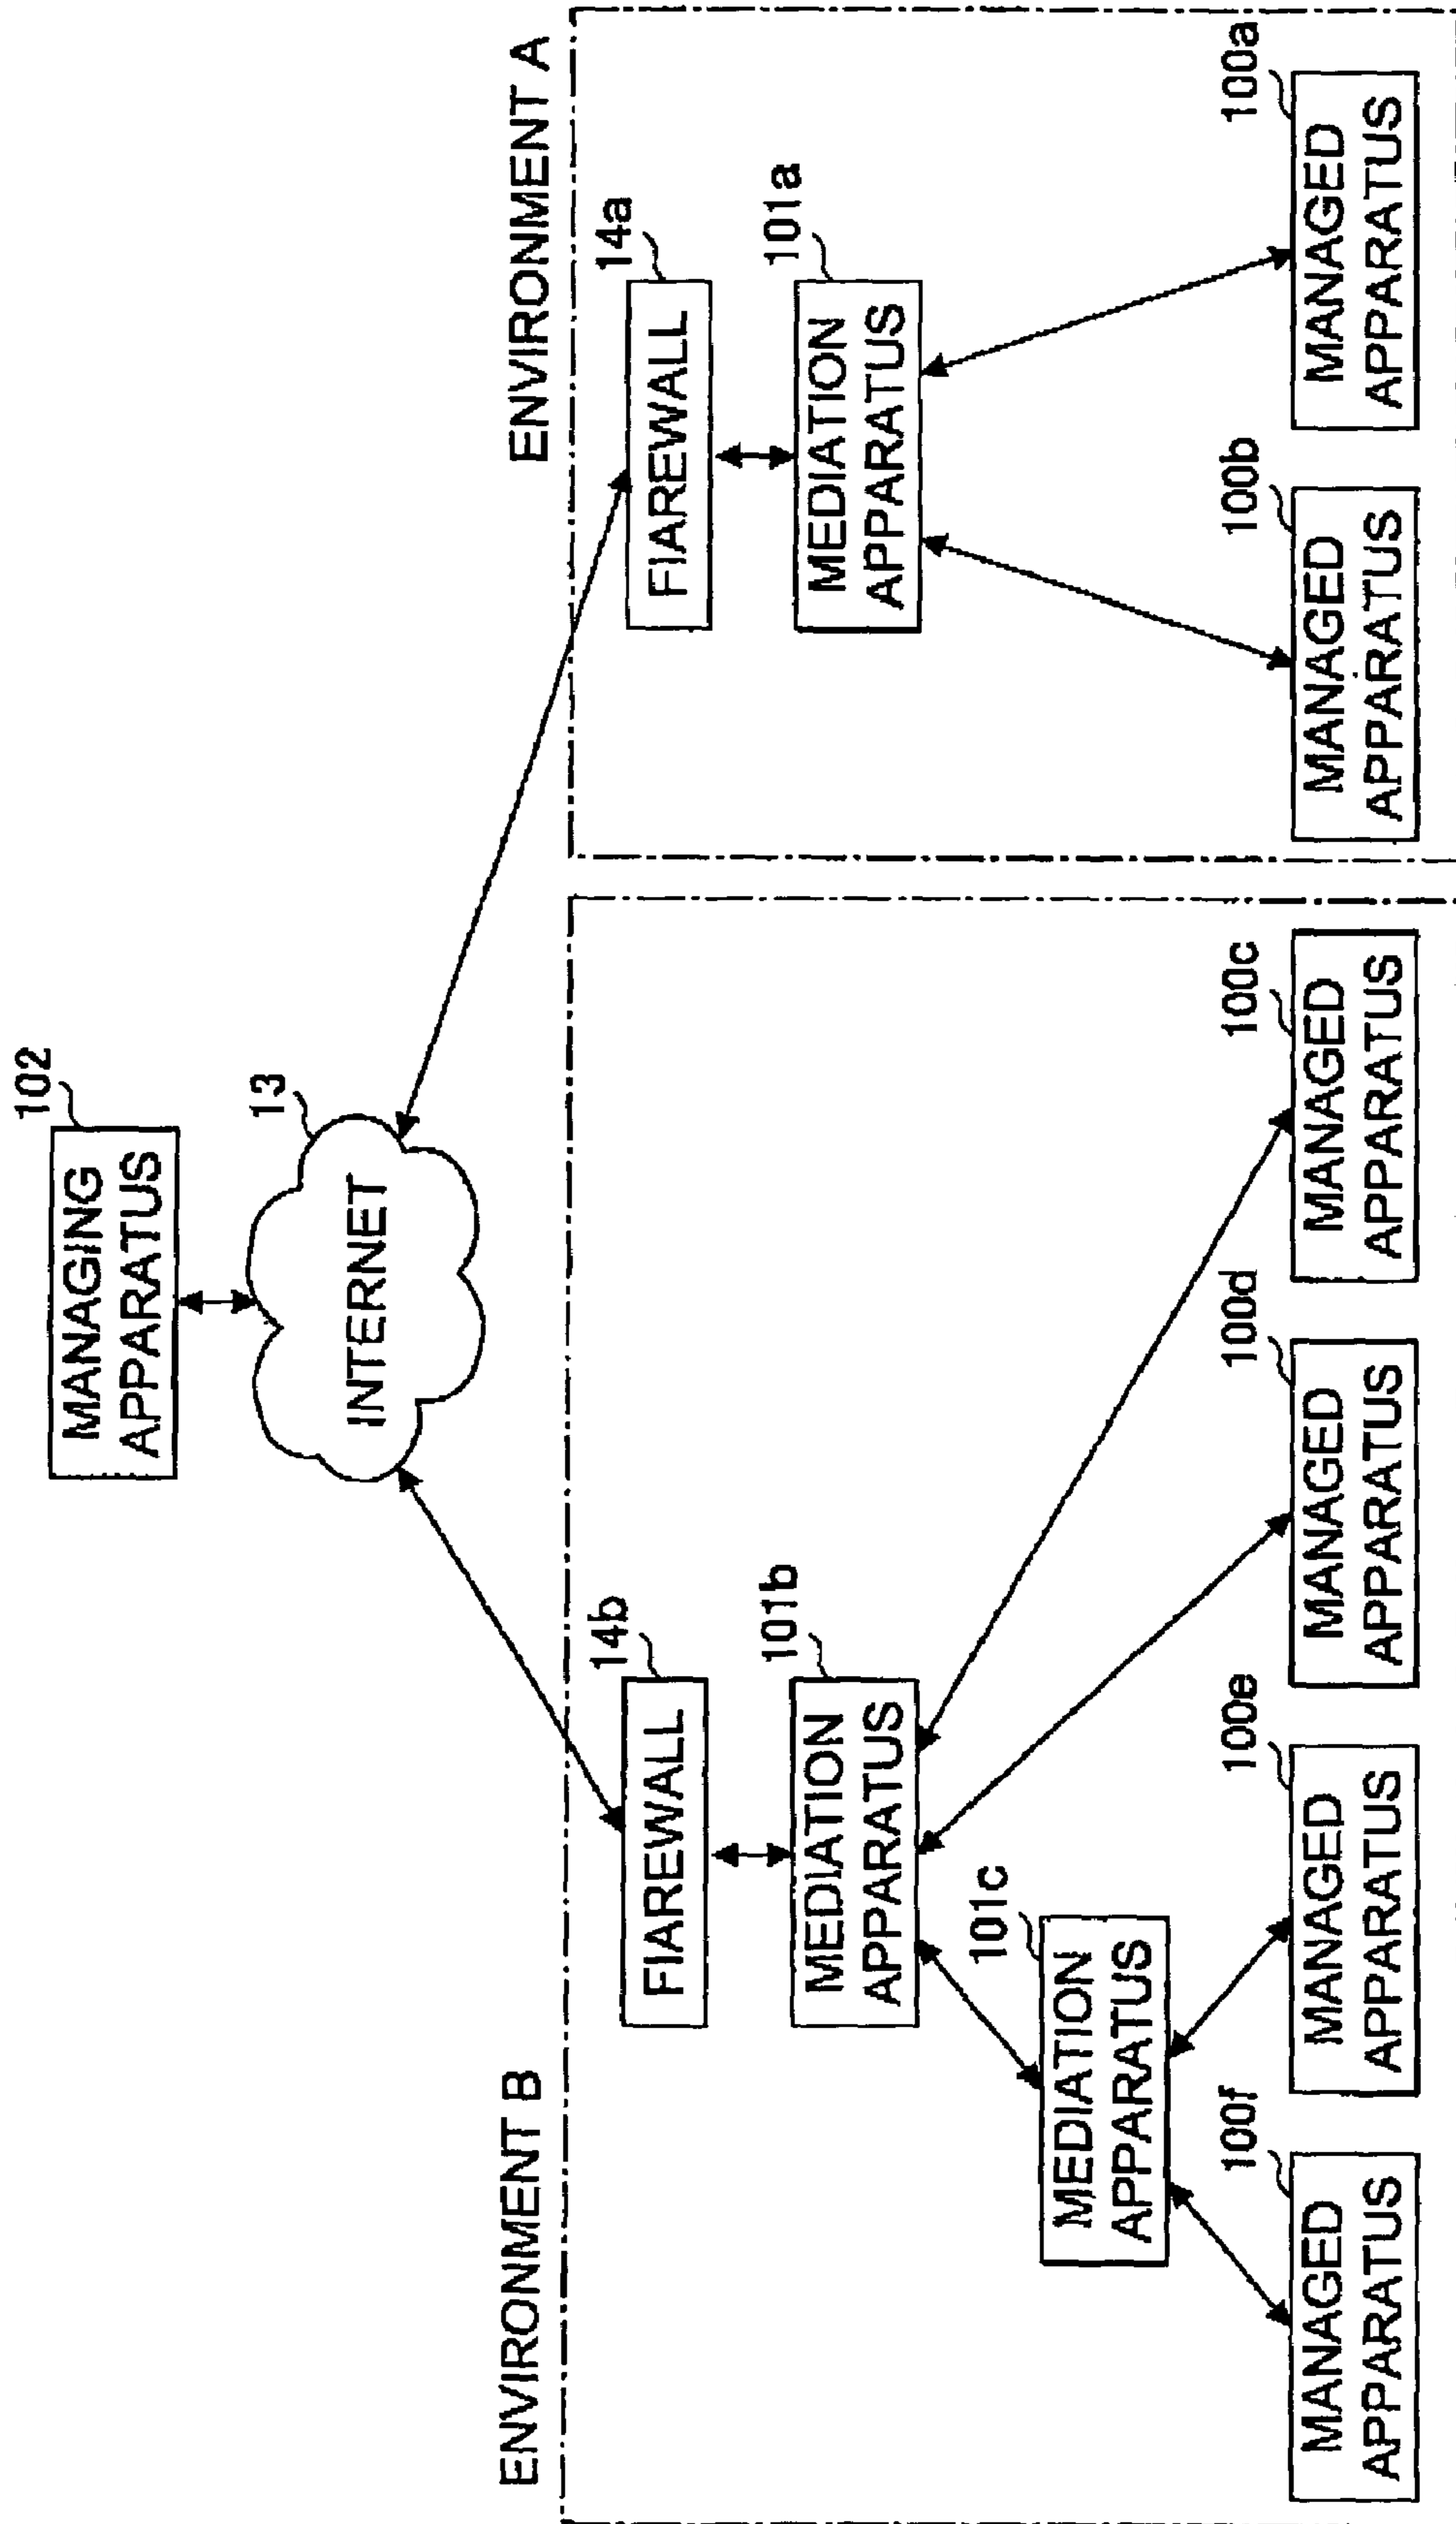 102
MANAGING
APPARATUS
13
INTERNET
ENVIRONMENT B
ENVIRONMENT A
14b
FIAREWALL
14a
FIAREWALL
101b
MEDIATION
APPARATUS
101a
MEDIATION
APPARATUS
101c
MEDIATION
APPARATUS
100f
MANAGED
APPARATUS
100e
MANAGED
APPARATUS
100d
MANAGED
APPARATUS
100c
MANAGED
APPARATUS
100b
MANAGED
APPARATUS
100a
MANAGED
APPARATUS